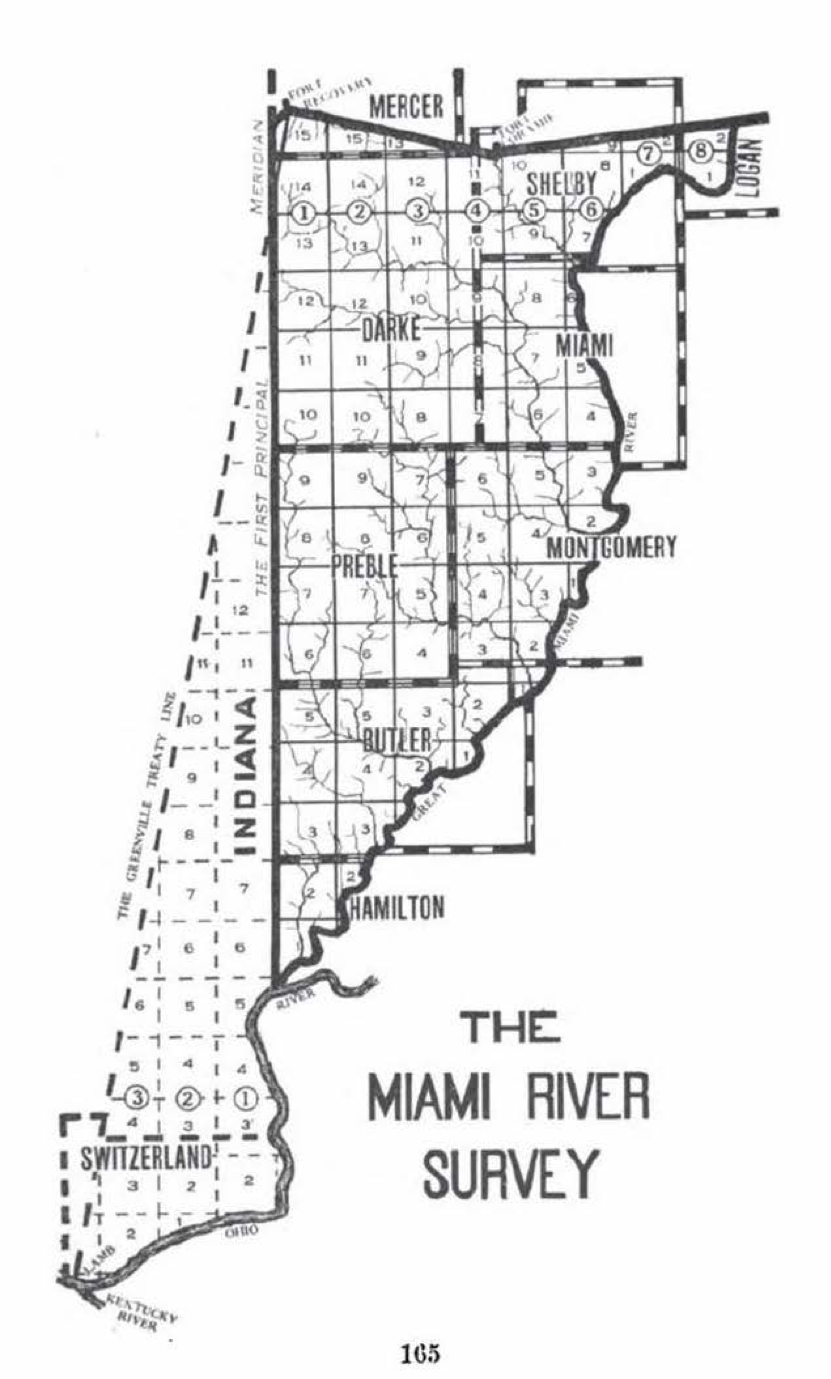 FORT
RECOVERY
MERCER
FORT
LORAMIE
15 15 13
9 2 2
7 8
11 10 8 1 1
LOGAN
MERIDIAN
14 14 12
SHELBY
1 2 3 4 5 6
13 13 11 10 9 7
12 12 10 9 8 6
DARKE
MIAMI
11 11 9 8 7 5
10 10 8 7 6 4
RIVER
THE FIRST PRINCIPAL
9 9 7 6 5 3
8 8 6 5 4 2
PREBLE
MONTGOMERY
7 7 5 4 3 1
12
MIAMI
6 6 4 3 2
11 11
10
5 5 3 2
INDIANA
BUTLER
THE GREENVILLE TREATY LINE
9
4 4 2 1
GREAT
8
3 3
7 7
2 2
HAMILTON
7 6 6
1
6 5 5
RIVER
THE
MIAMI RIVER
SURVEY
5 4 4
3 2 1
4 3 3
SWITZERLAND
3 2 2
2 1
OHIO
LAMB
KENTUCKY
RIVER
165